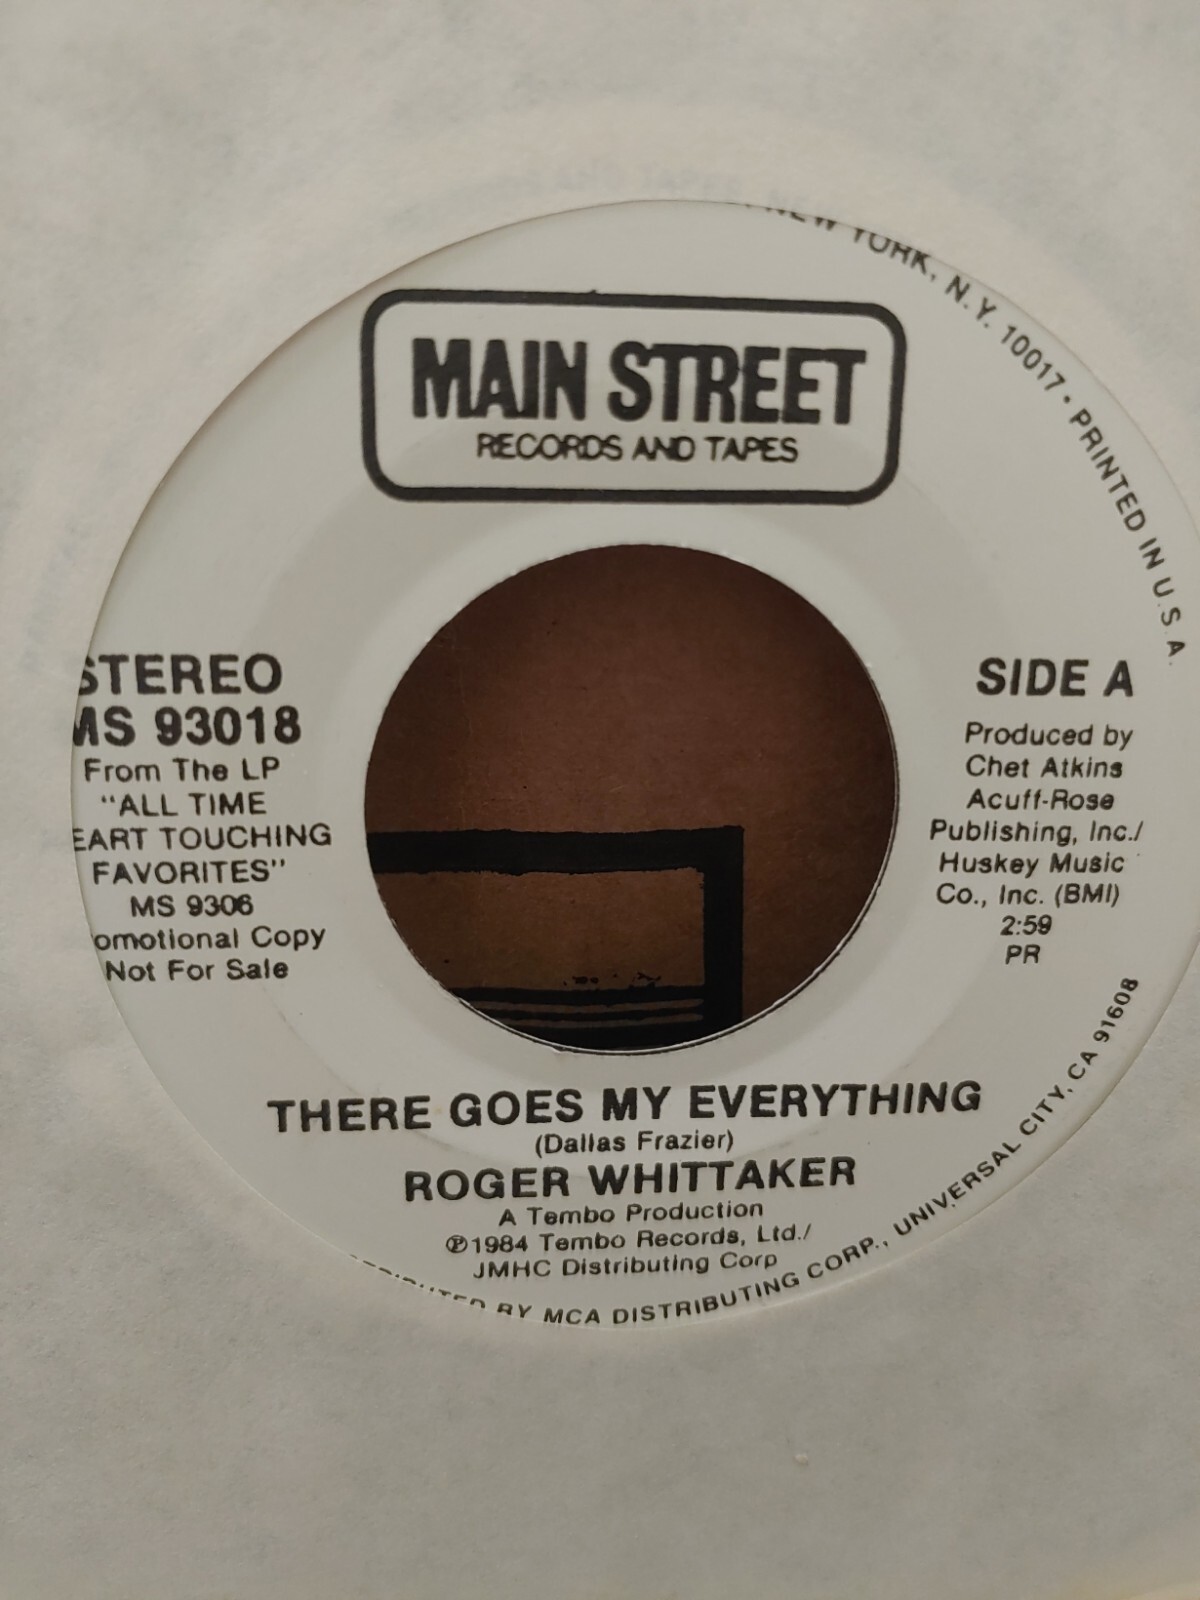 NEW YORK, N.Y. 10017 • PRINTED IN U.S.A.
MAIN STREET
RECORDS AND TAPES
STEREO
MS 93018
From The LP
"ALL TIME
EART TOUCHING
FAVORITES"
MS 9306
omotional Copy
Not For Sale
SIDE A
Produced by
Chet Atkins
Acuff-Rose
Publishing, Inc./
Huskey Music
Co., Inc. (BMI)
2:59
PR
THERE GOES MY EVERYTHING
(Dallas Frazier)
ROGER WHITTAKER
A Tembo Production
℗1984 Tembo Records, Ltd./
JMHC Distributing Corp
BY MCA DISTRIBUTING CORP., UNIVERSAL CITY, CA 91608